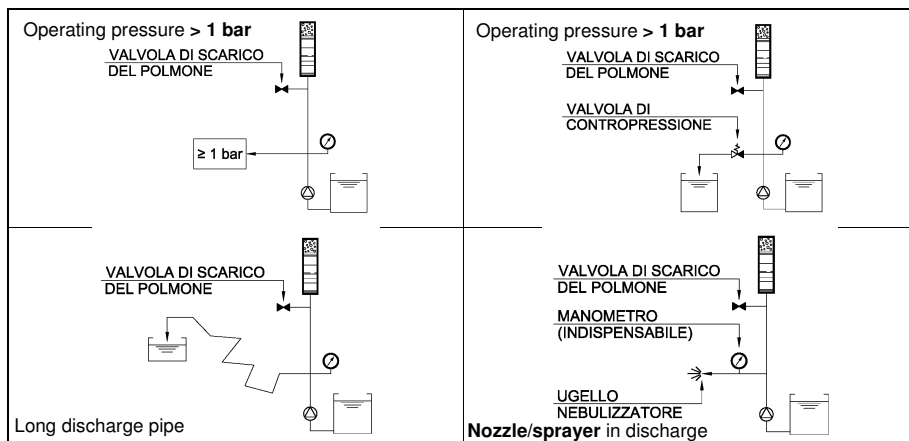 Operating pressure > 1 bar
VALVOLA DI SCARICO
DEL POLMONE
≥ 1 bar
Operating pressure > 1 bar
VALVOLA DI SCARICO
DEL POLMONE
VALVOLA DI
CONTROPRESSIONE
VALVOLA DI SCARICO
DEL POLMONE
Long discharge pipe
VALVOLA DI SCARICO
DEL POLMONE
MANOMETRO
(INDISPENSABILE)
UGELLO
NEBULIZZATORE
Nozzle/sprayer in discharge